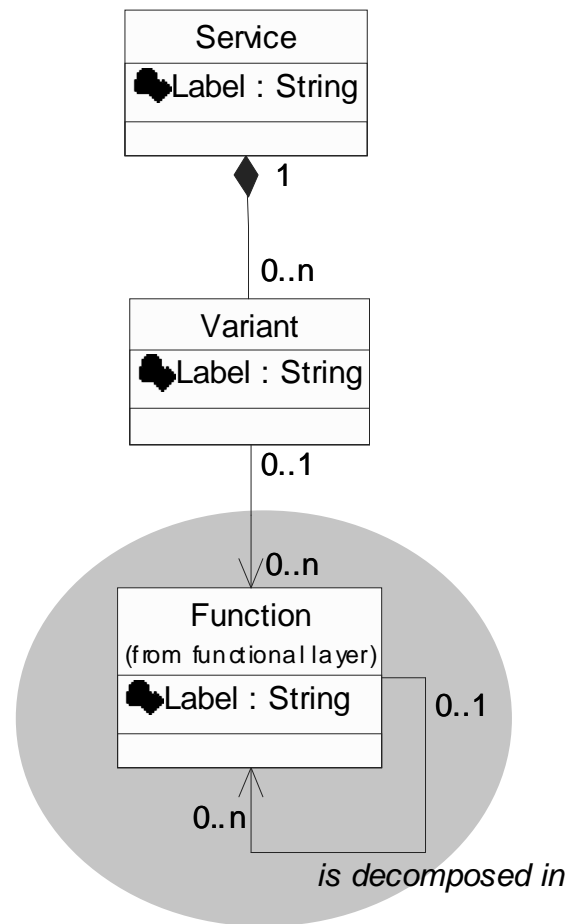 Service
Label : String
1
0..n
Variant
Label : String
0..1
0..n
Function
(from functional layer)
Label : String
0..1
0..n
is decomposed in